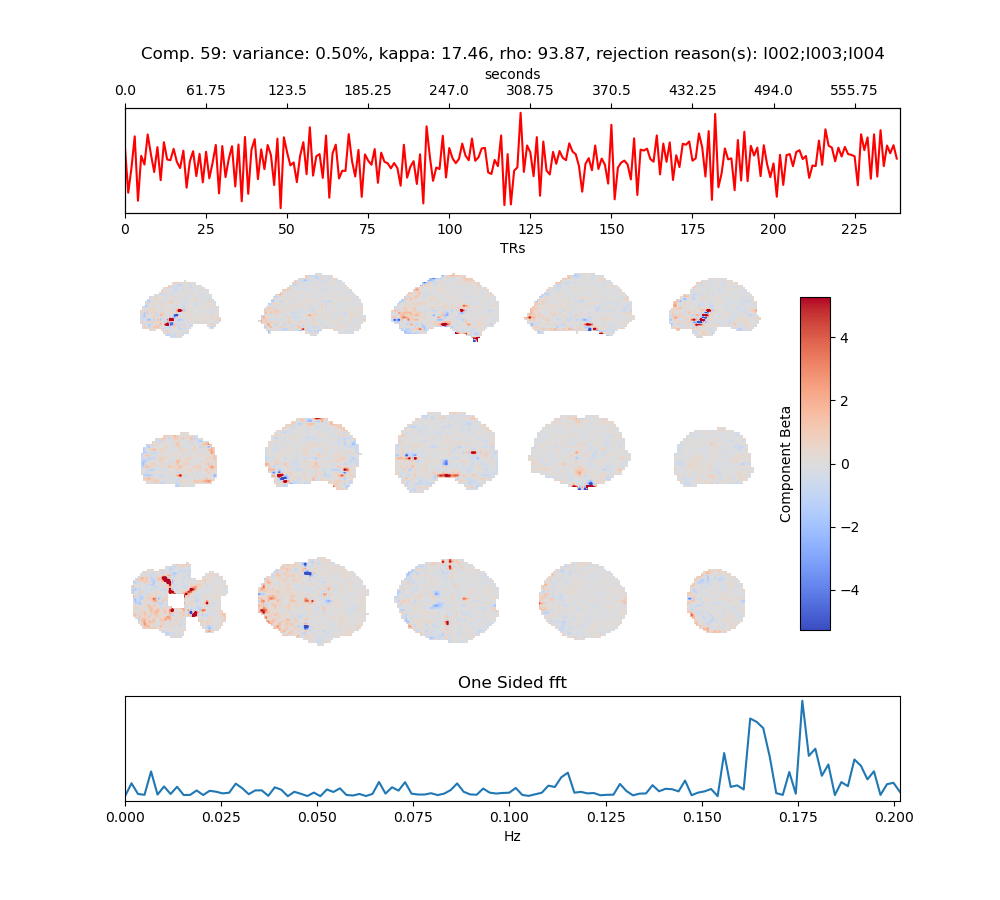 Comp. 59: variance: 0.50%, kappa: 17.46, rho: 93.87, rejection reason(s): I002;I003;I004
seconds
0.0 61.75 123.5 185.25 247.0 308.75 370.5 432.25 494.0 555.75
0 25 50 75 100 125 150 175 200 225
TRs
4
2
0
−2
−4
Component Beta
One Sided fft
0.000 0.025 0.050 0.075 0.100 0.125 0.150 0.175 0.200
Hz